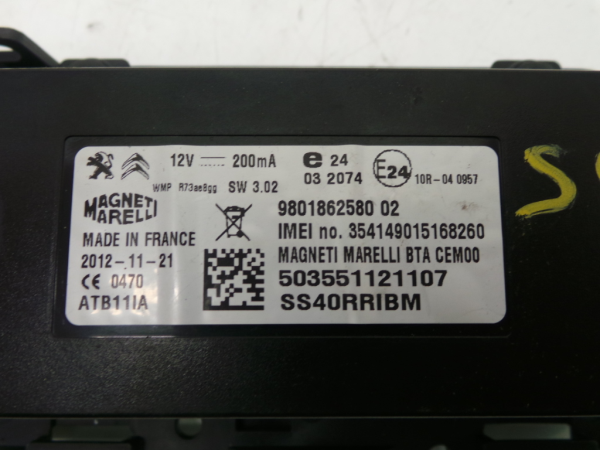 12V 200mA e 24
03 2074 E24 10R-04 0957
WMP R73ae8gg SW 3.02
MAGNETI
MARELLI
MADE IN FRANCE
2012-11-21
CE 0470
ATB11IA
9801862580 02
IMEI no. 354149015168260
MAGNETI MARELLI BTA CEM00
503551121107
SS40RRIBM